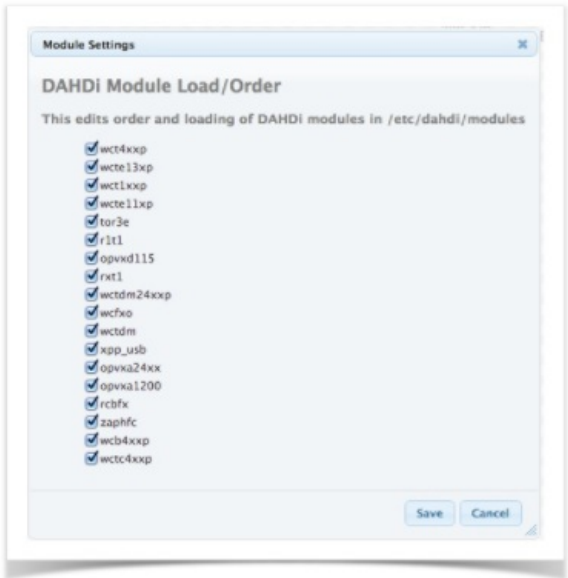 Module Settings
DAHDi Module Load/Order
This edits order and loading of DAHDi modules in /etc/dahdi/modules
wct4xxp
wcte13xp
wct1xxp
wcte11xp
tor3e
r1t1
opvxd115
rxt1
wctdm24xxp
wcfxo
wctdm
xpp_usb
opvxa24xx
opvxa1200
rcbfx
zaphfc
wcb4xxp
wctc4xxp
Save Cancel